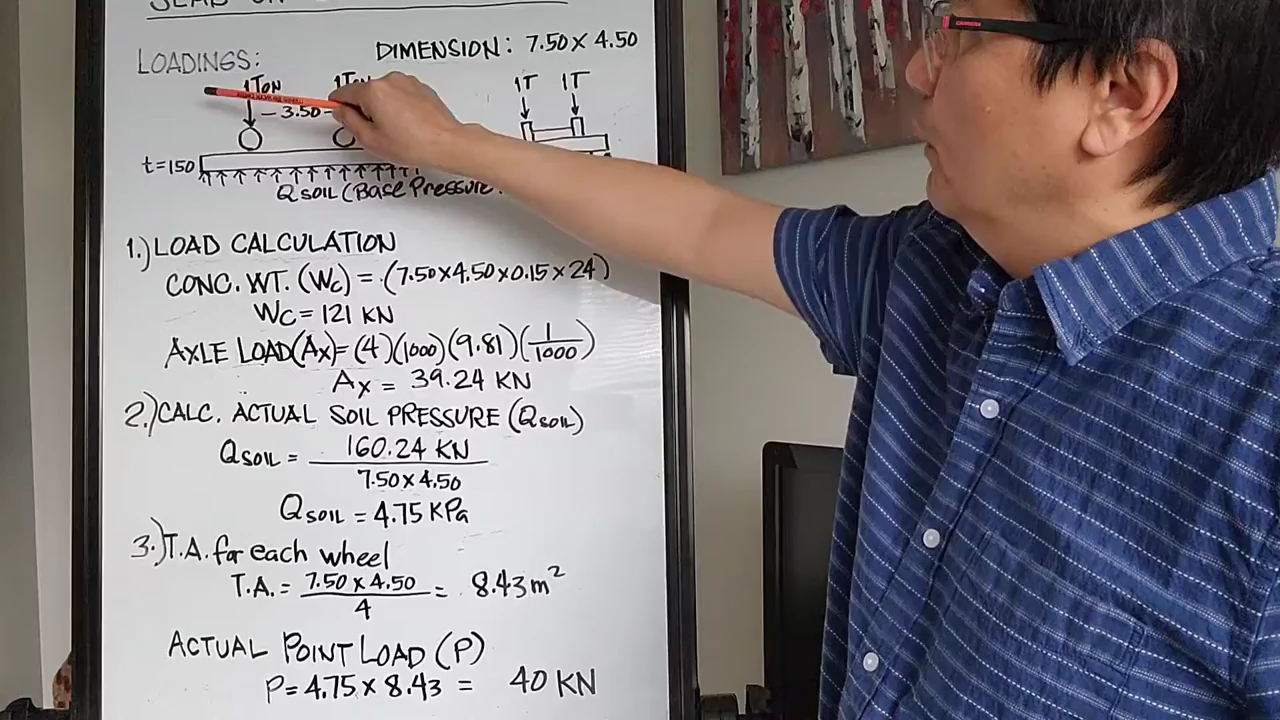 SLAB ON
LOADINGS:
DIMENSION: 7.50 X 4.50
1 TON 1 TON 1T 1T
- 3.50 -
t=150
QSOIL (Base Pressure
1.) LOAD CALCULATION
CONC. WT. (Wc) = (7.50 x 4.50 x 0.15 x 24)
Wc = 121 KN
AXLE LOAD (Ax) = (4)(1000)(9.81)(1/1000)
Ax = 39.24 KN
2.) CALC. ACTUAL SOIL PRESSURE (QSOIL)
QSOIL = 160.24 KN
7.50 X 4.50
QSOIL = 4.75 KPa
3.) T.A. for each wheel
T.A. = 7.50 X 4.50 = 8.43 m²
4
ACTUAL POINT LOAD (P)
P = 4.75 X 8.43 = 40 KN
CARRERA